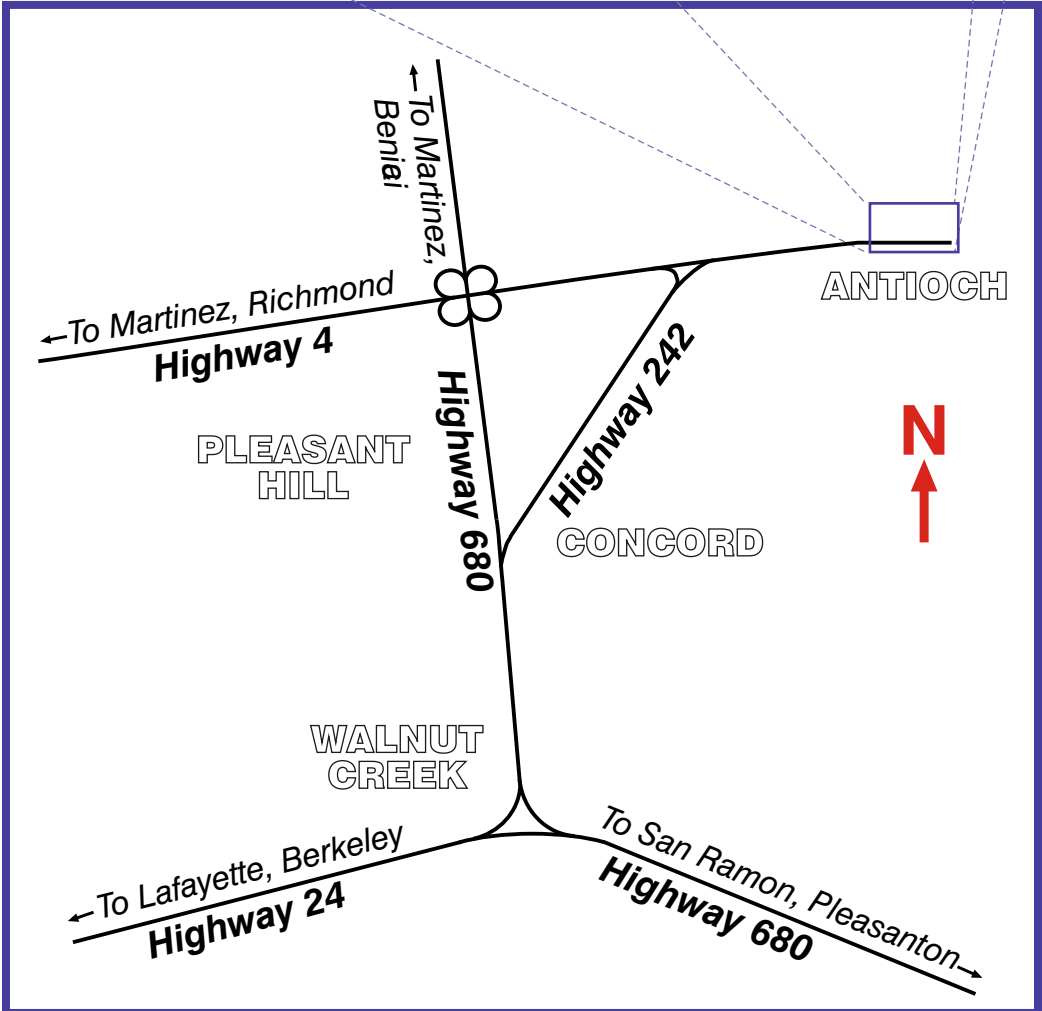 To Martinez,
Beniai
ANTIOCH
To Martinez, Richmond
Highway 4
Highway 242
Highway 680
PLEASANT
HILL
N
CONCORD
WALNUT
CREEK
To Lafayette, Berkeley
Highway 24
To San Ramon, Pleasanton
Highway 680